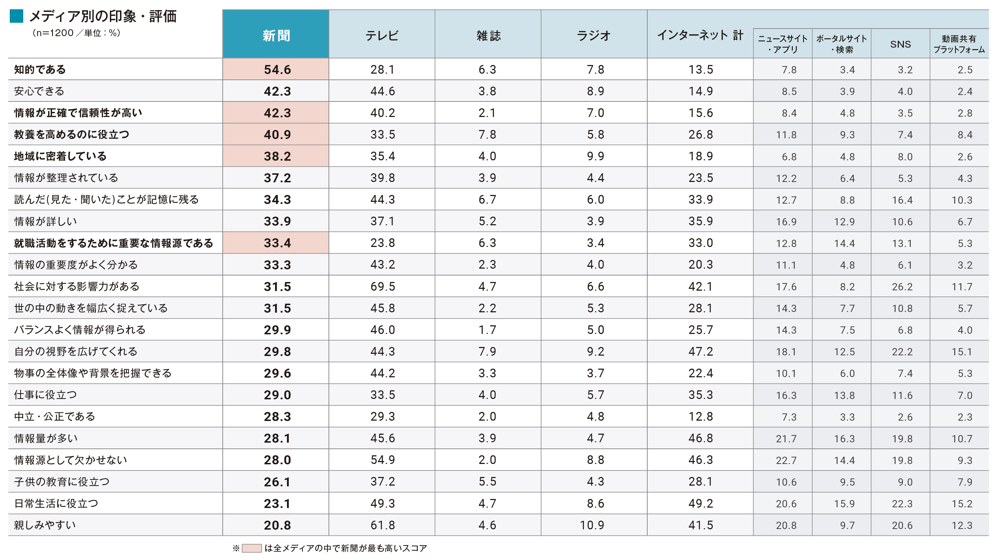 メディア別の印象・評価
（n=1200／単位：%）
新聞 テレビ 雑誌 ラジオ インターネット 計 ニュースサイト・アプリ ポータルサイト・検索 SNS 動画共有プラットフォーム
知的である 54.6 28.1 6.3 7.8 13.5 7.8 3.4 3.2 2.5
安心できる 42.3 44.6 3.8 8.9 14.9 8.5 3.9 4.0 2.4
情報が正確で信頼性が高い 42.3 40.2 2.1 7.0 15.6 8.4 4.8 3.5 2.8
教養を高めるのに役立つ 40.9 33.5 7.8 5.8 26.8 11.8 9.3 7.4 8.4
地域に密着している 38.2 35.4 4.0 9.9 18.9 6.8 4.8 8.0 2.6
情報が整理されている 37.2 39.8 3.9 4.4 23.5 12.2 6.4 5.3 4.3
読んだ(見た・聞いた)ことが記憶に残る 34.3 44.3 6.7 6.0 33.9 12.7 8.8 16.4 10.3
情報が詳しい 33.9 37.1 5.2 3.9 35.9 16.9 12.9 10.6 6.7
就職活動をするために重要な情報源である 33.4 23.8 6.3 3.4 33.0 12.8 14.4 13.1 5.3
情報の重要度がよく分かる 33.3 43.2 2.3 4.0 20.3 11.1 4.8 6.1 3.2
社会に対する影響力がある 31.5 69.5 4.7 6.6 42.1 17.6 8.2 26.2 11.7
世の中の動きを幅広く捉えている 31.5 45.8 2.2 5.3 28.1 14.3 7.7 10.8 5.7
バランスよく情報が得られる 29.9 46.0 1.7 5.0 25.7 14.3 7.5 6.8 4.0
自分の視野を広げてくれる 29.8 44.3 7.9 9.2 47.2 18.1 12.5 22.2 15.1
物事の全体像や背景を把握できる 29.6 44.2 3.3 3.7 22.4 10.1 6.0 7.4 5.3
仕事に役立つ 29.0 33.5 4.0 5.7 35.3 16.3 13.8 11.6 7.0
中立・公正である 28.3 29.3 2.0 4.8 12.8 7.3 3.3 2.6 2.3
情報量が多い 28.1 45.6 3.9 4.7 46.8 21.7 16.3 19.8 10.7
情報源として欠かせない 28.0 54.9 2.0 8.8 46.3 22.7 14.4 19.8 9.3
子供の教育に役立つ 26.1 37.2 5.5 4.3 28.1 10.6 9.5 9.0 7.9
日常生活に役立つ 23.1 49.3 4.7 8.6 49.2 20.6 15.9 22.3 15.2
親しみやすい 20.8 61.8 4.6 10.9 41.5 20.8 9.7 20.6 12.3
※ は全メディアの中で新聞が最も高いスコア